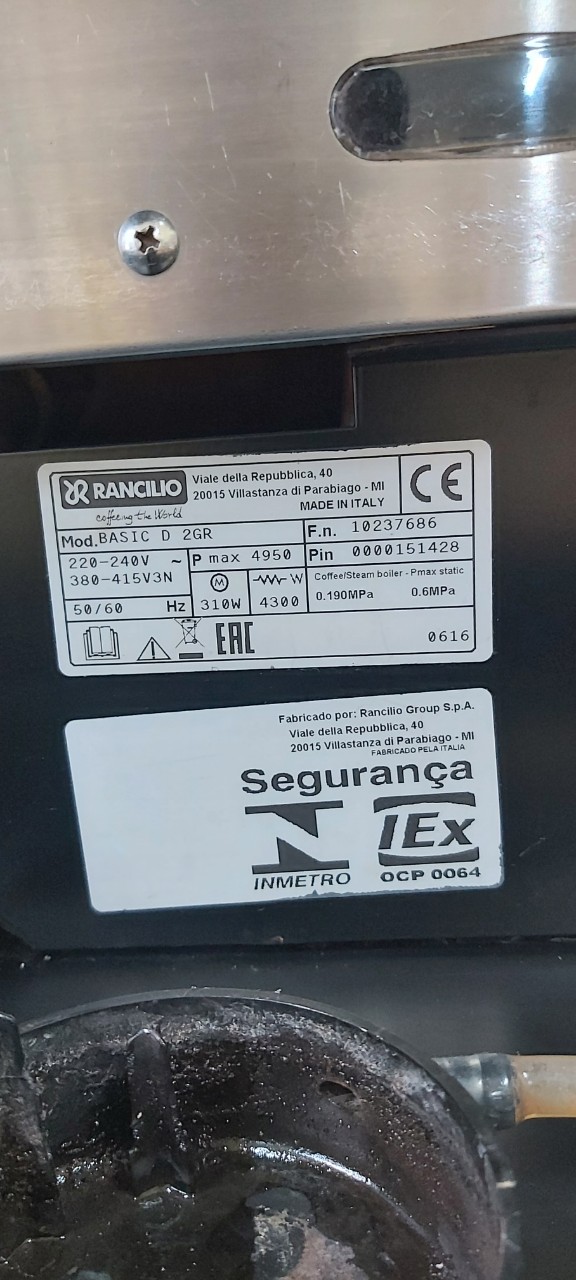 RANCILIO
coffeeing the World
Viale della Repubblica, 40
20015 Villastanza di Parabiago - MI
MADE IN ITALY
CE
Mod.BASIC D 2GR
F.n. 10237686
220-240V ~
380-415V3N
P max 4950
Pin 0000151428
M
W
310W
4300
Coffee/Steam boiler - Pmax static
0.190MPa 0.6MPa
50/60 Hz
EAC
0616
Fabricado por: Rancilio Group S.p.A.
Viale della Repubblica, 40
20015 Villastanza di Parabiago - MI
FABRICADO PELA ITALIA
Segurança
IEx
INMETRO
OCP 0064